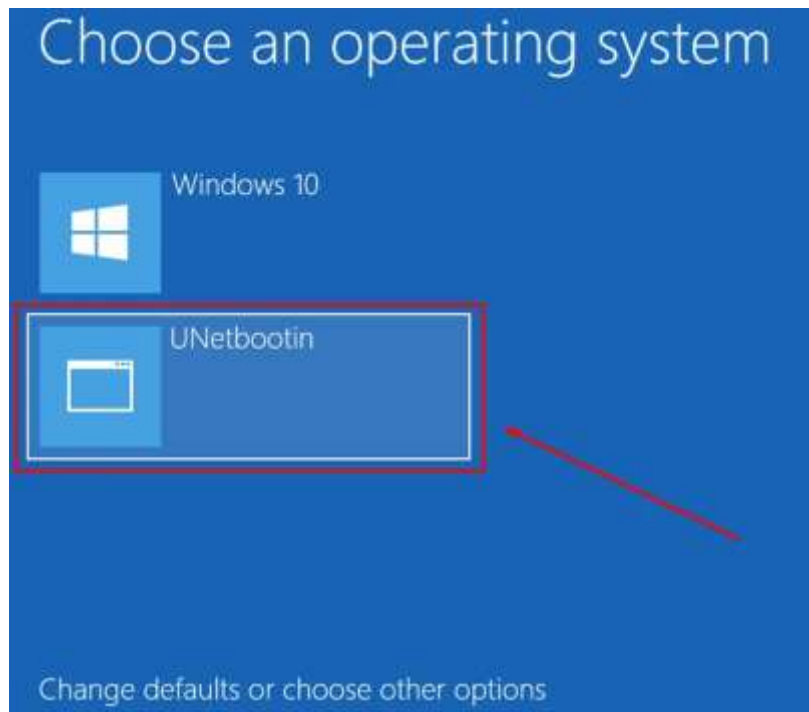 Choose an operating system
Windows 10
UNetbootin
Change defaults or choose other options